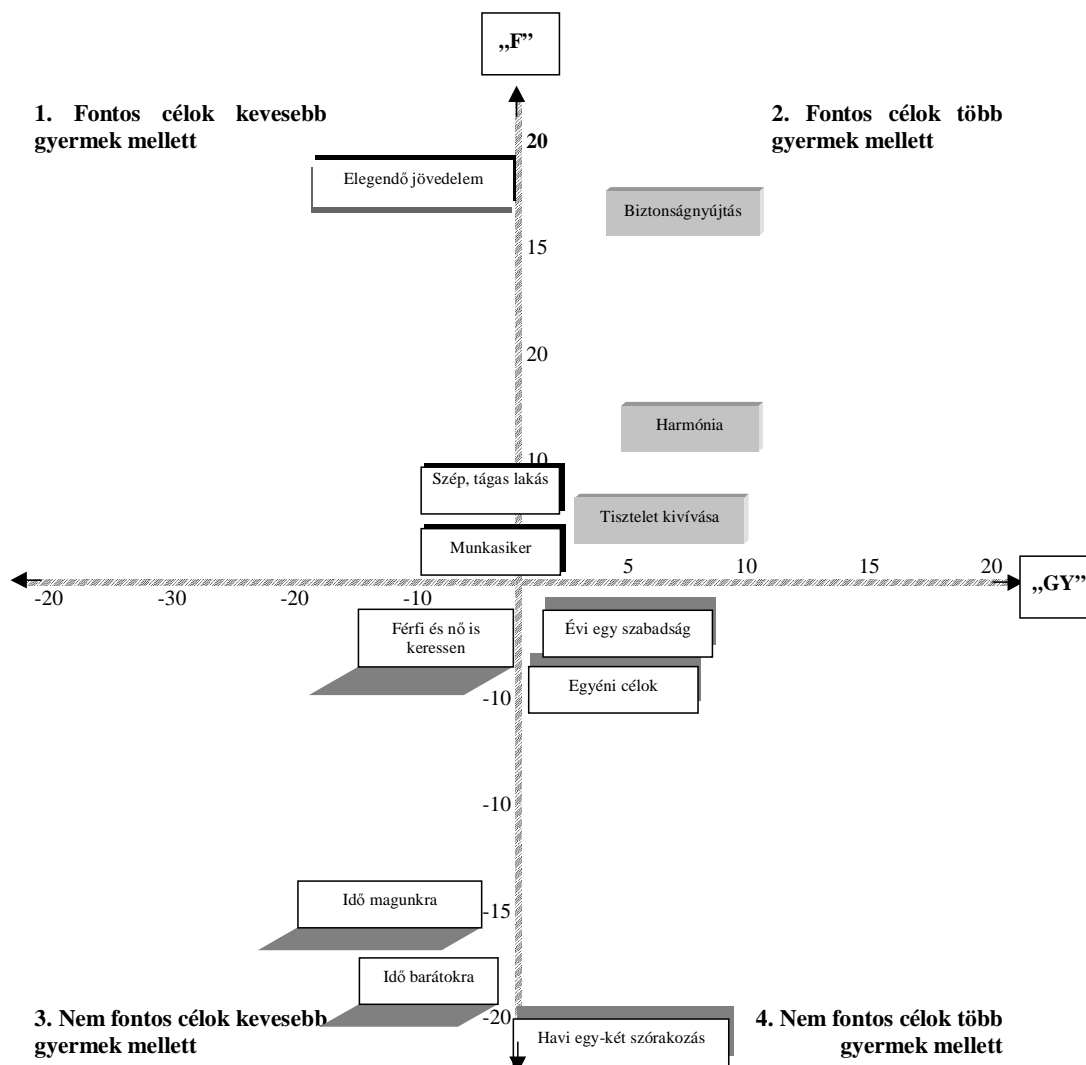 „F”
1. Fontos célok kevesebb
gyermek mellett
2. Fontos célok több
gyermek mellett
20
Elegendő jövedelem
Biztonságnyújtás
15
20
Harmónia
10
Szép, tágas lakás
Tisztelet kivívása
Munkasiker
5 10 15 20
-20 -30 -20 -10
„GY”
Férfi és nő is
keressen
Évi egy szabadság
Egyéni célok
-10
-10
Idő magunkra
-15
Idő barátokra
3. Nem fontos célok kevesebb
gyermek mellett
-20
Havi egy-két szórakozás
4. Nem fontos célok több
gyermek mellett